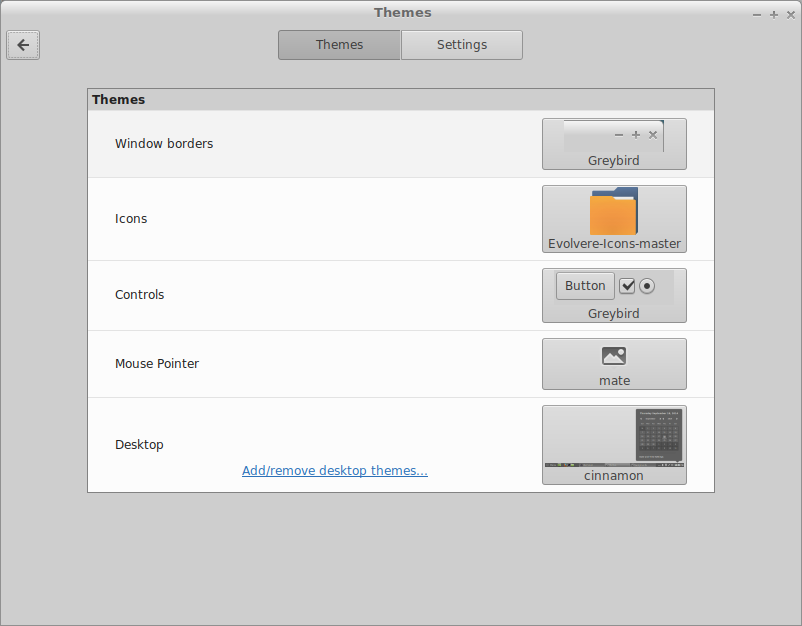 Themes
Themes
Settings
Themes
Window borders
Greybird
Icons
Evolvere-Icons-master
Controls
Button
Greybird
Mouse Pointer
mate
Desktop
Add/remove desktop themes...
cinnamon